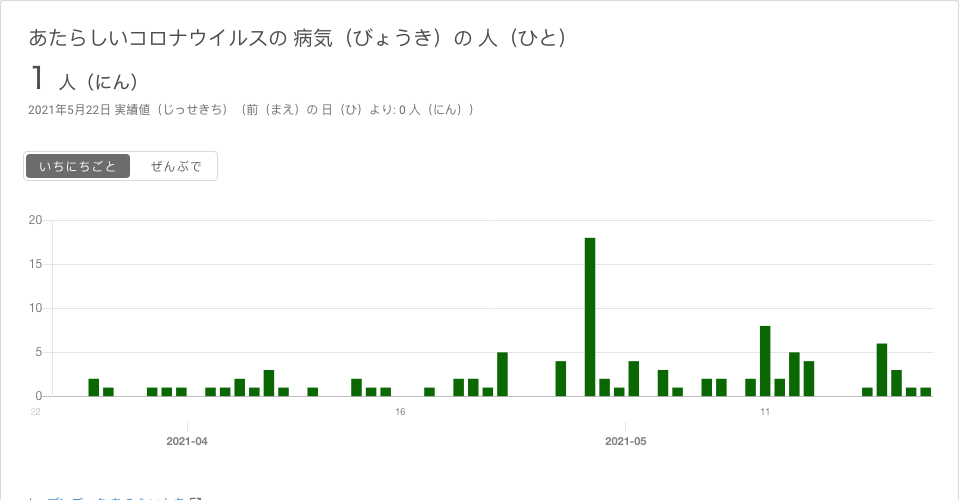 あたらしいコロナウイルスの 病気（びょうき）の 人（ひと）
1 人（にん）
2021年5月22日 実績値（じっせきち）（前（まえ）の 日（ひ）より: 0 人（にん））
いちにちごと ぜんぶで
20
15
10
5
0
22 16 11
2021-04 2021-05